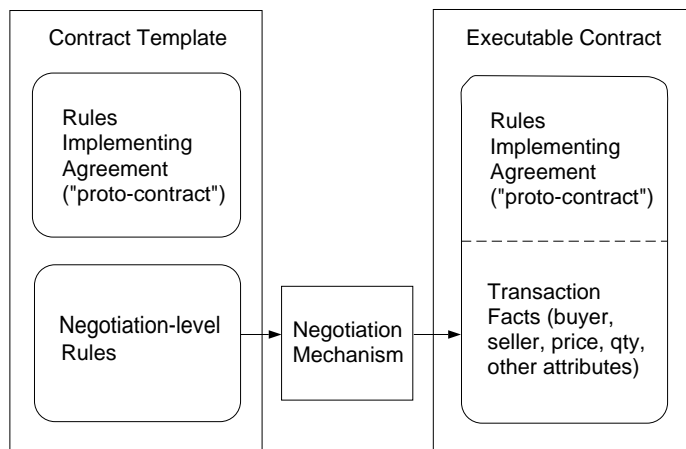 Contract Template
Rules
Implementing
Agreement
("proto-contract")
Negotiation-level
Rules
Negotiation
Mechanism
Executable Contract
Rules
Implementing
Agreement
("proto-contract")
Transaction
Facts (buyer,
seller, price, qty,
other attributes)